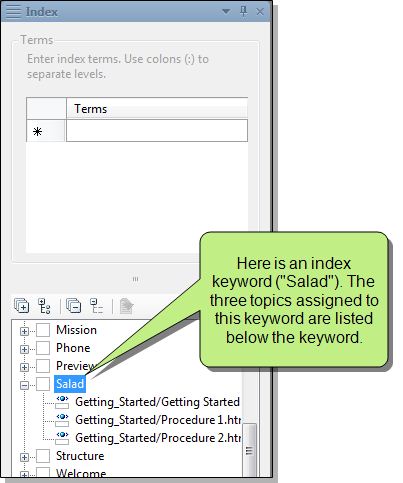 Index
Terms
Enter index terms. Use colons (:) to
separate levels.
Terms
Here is an index
keyword ("Salad"). The
three topics assigned to
this keyword are listed
below the keyword.
Mission
Phone
Preview
Salad
Getting_Started/Getting Started
Getting_Started/Procedure 1.htm
Getting_Started/Procedure 2.htm
Structure
Welcome